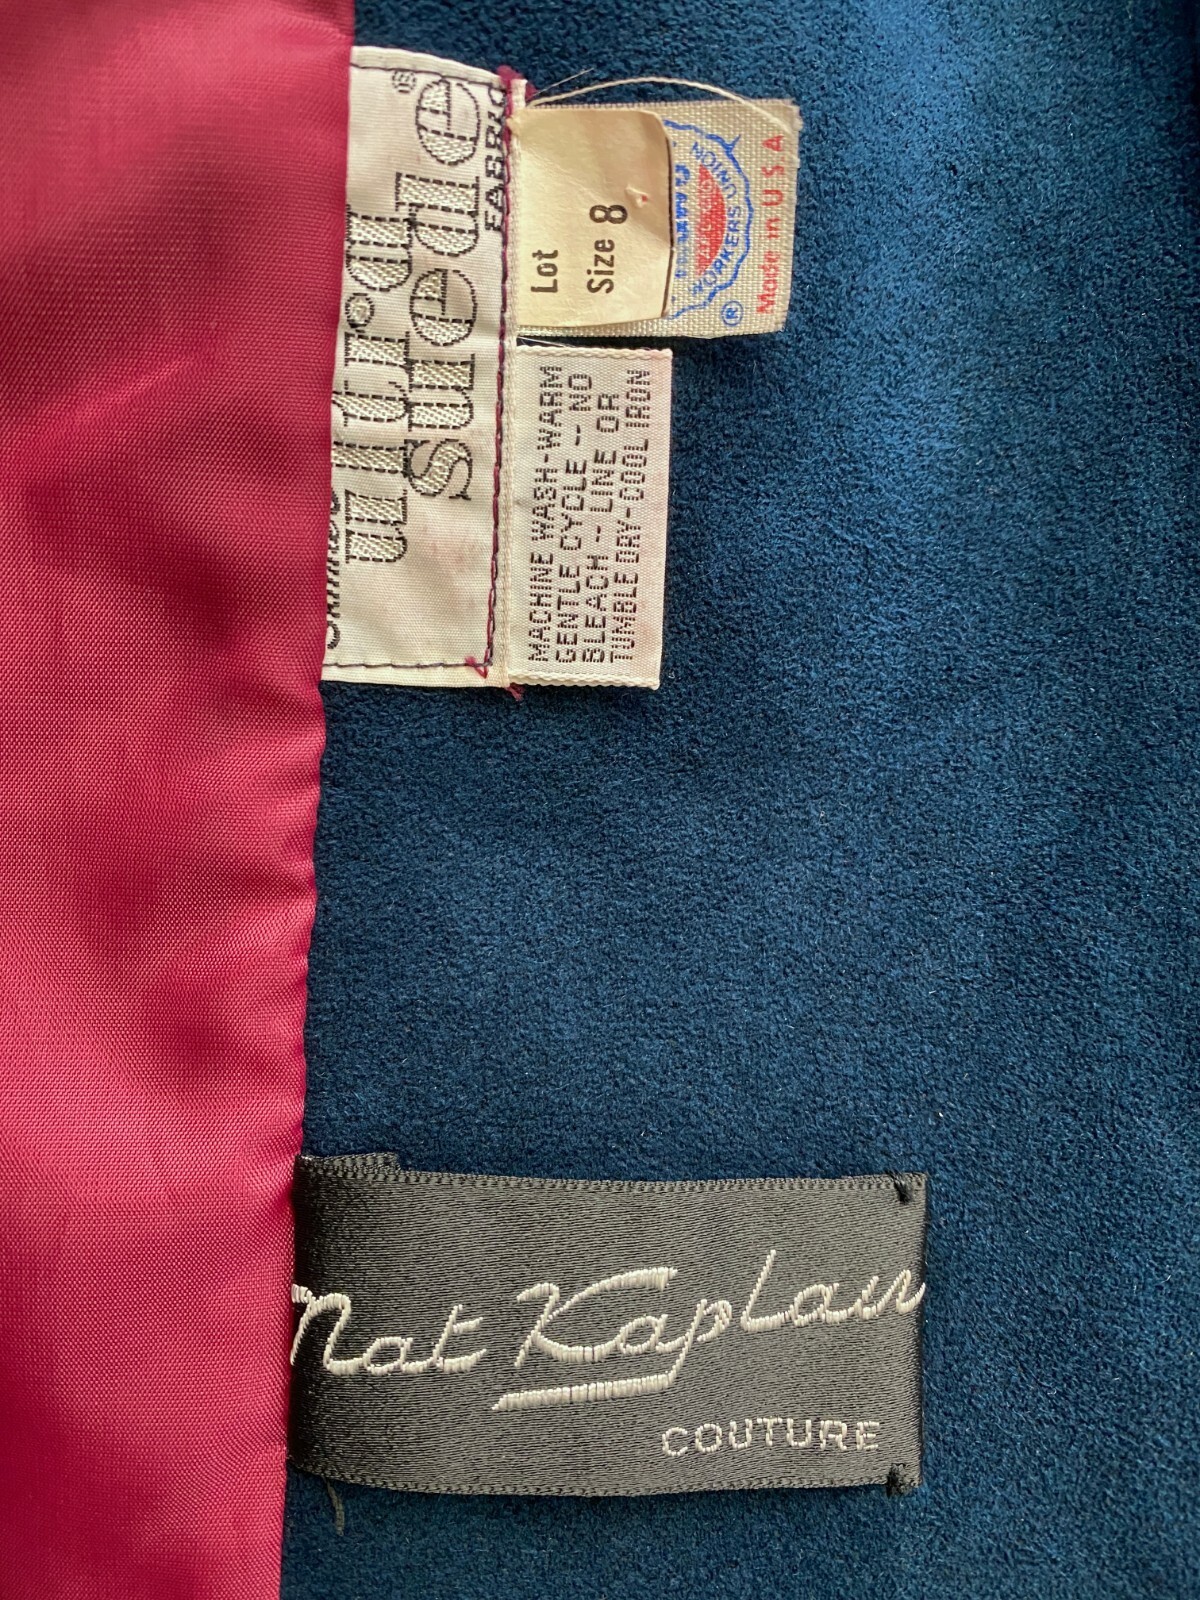 ultra
suede®
FABRIC
Lot
Size 8
WORKERS UNION
®
Made in U S A
MACHINE WASH-WARM
GENTLE CYCLE -- NO
BLEACH -- LINE OR
TUMBLE DRY-COOL IRON
Nat Kaplan
COUTURE